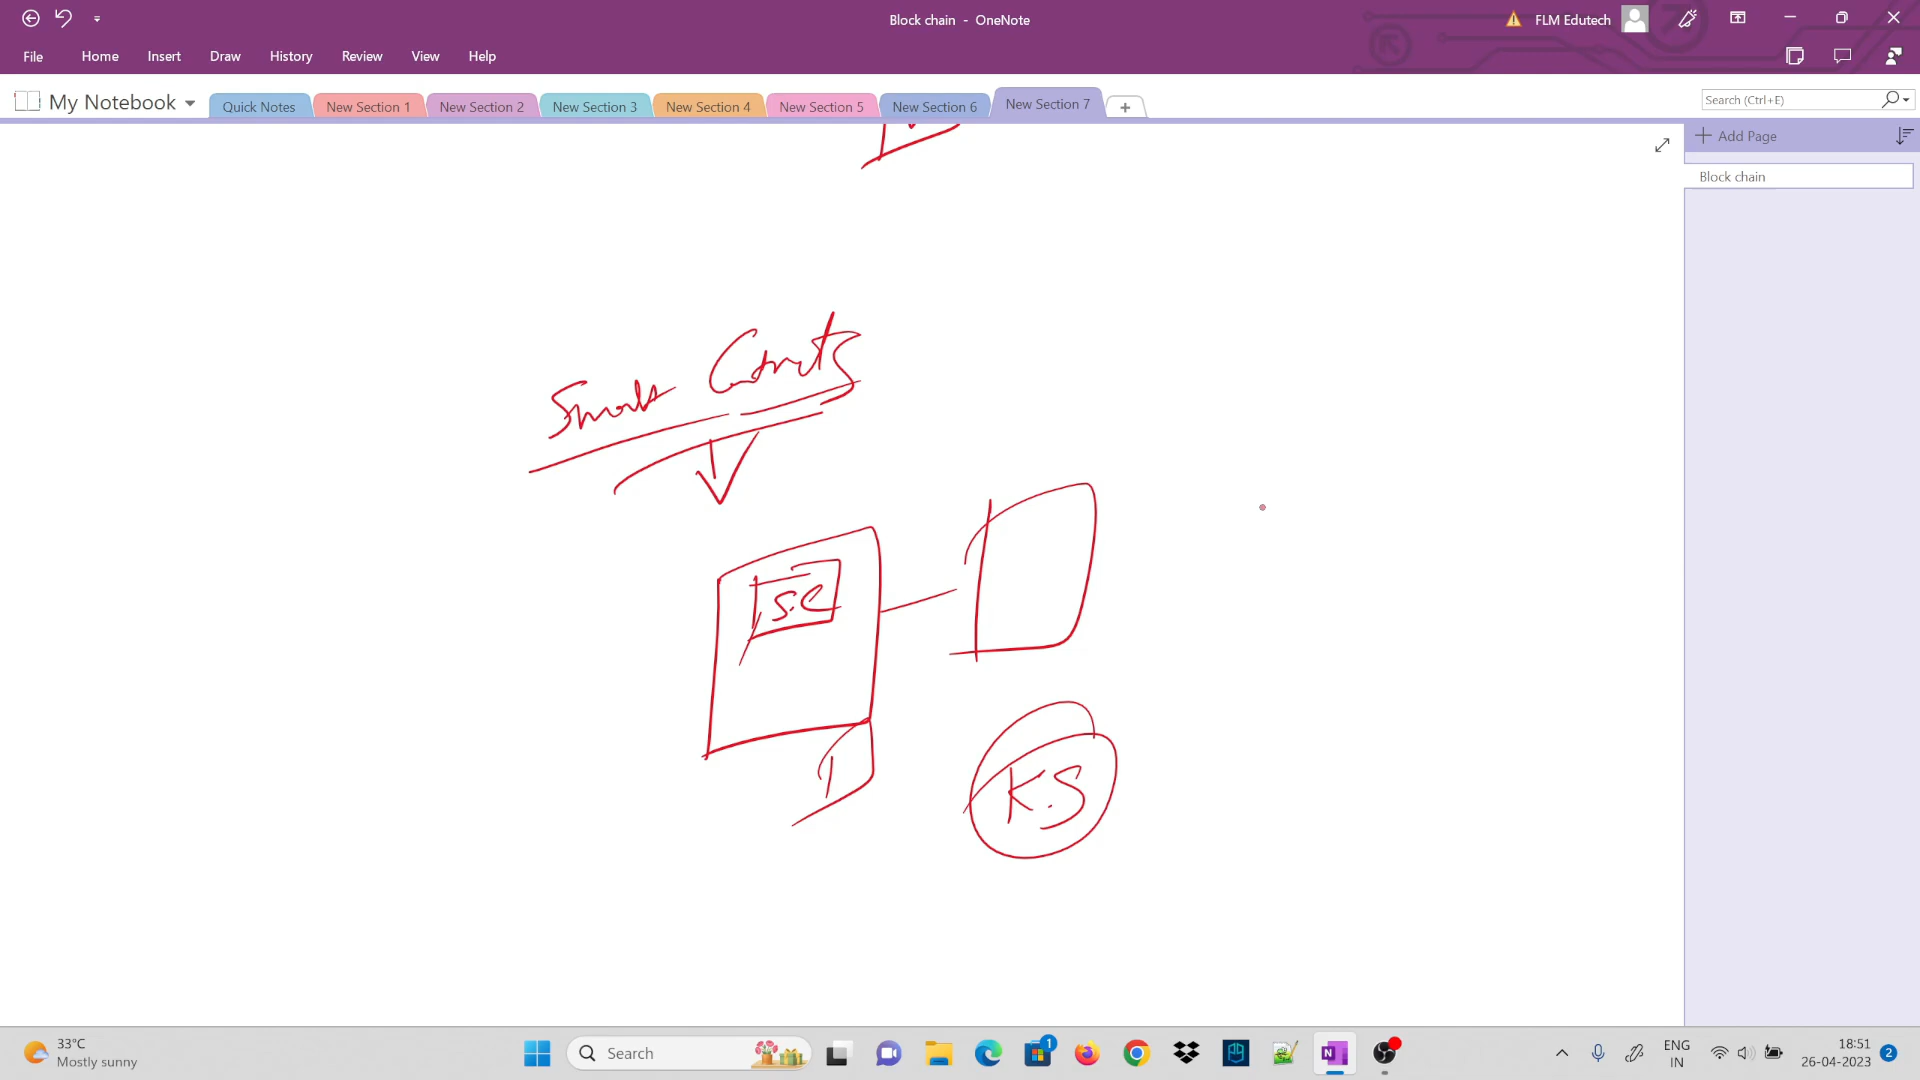 Block chain - OneNote
FLM Edutech
File Home Insert Draw History Review View Help
My Notebook
Quick Notes New Section 1 New Section 2 New Section 3 New Section 4 New Section 5 New Section 6 New Section 7
Search (Ctrl+E)
Add Page
Block chain
Smart Contracts
S.C
K.S
33°C
Mostly sunny
Search
1
ENG
IN
18:51
26-04-2023
2